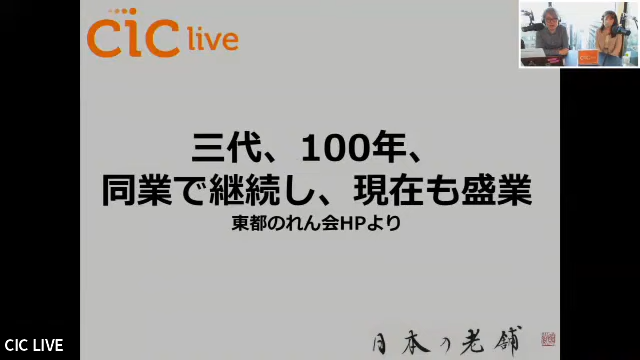 cic live
三代、100年、
同業で継続し、現在も盛業
東都のれん会HPより
日本の老舗
CIC LIVE